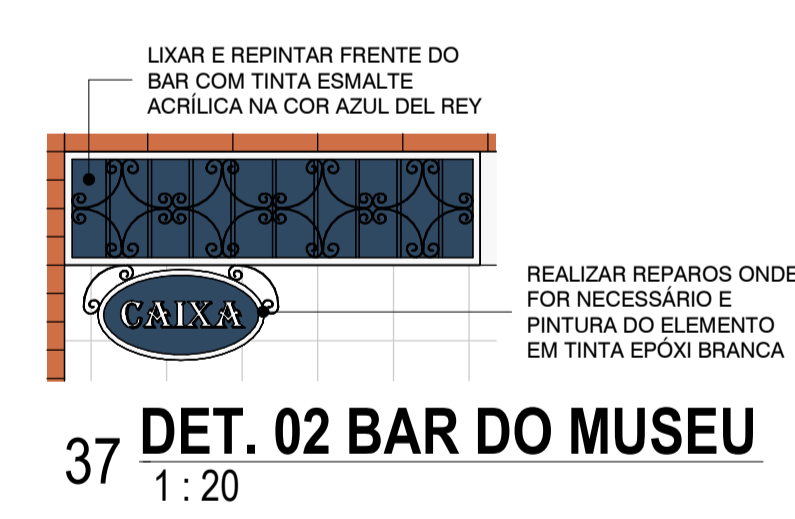 LIXAR E REPINTAR FRENTE DO
BAR COM TINTA ESMALTE
ACRÍLICA NA COR AZUL DEL REY
REALIZAR REPAROS ONDE
FOR NECESSÁRIO E
PINTURA DO ELEMENTO
EM TINTA EPÓXI BRANCA
CAIXA
37 DET. 02 BAR DO MUSEU
1 : 20